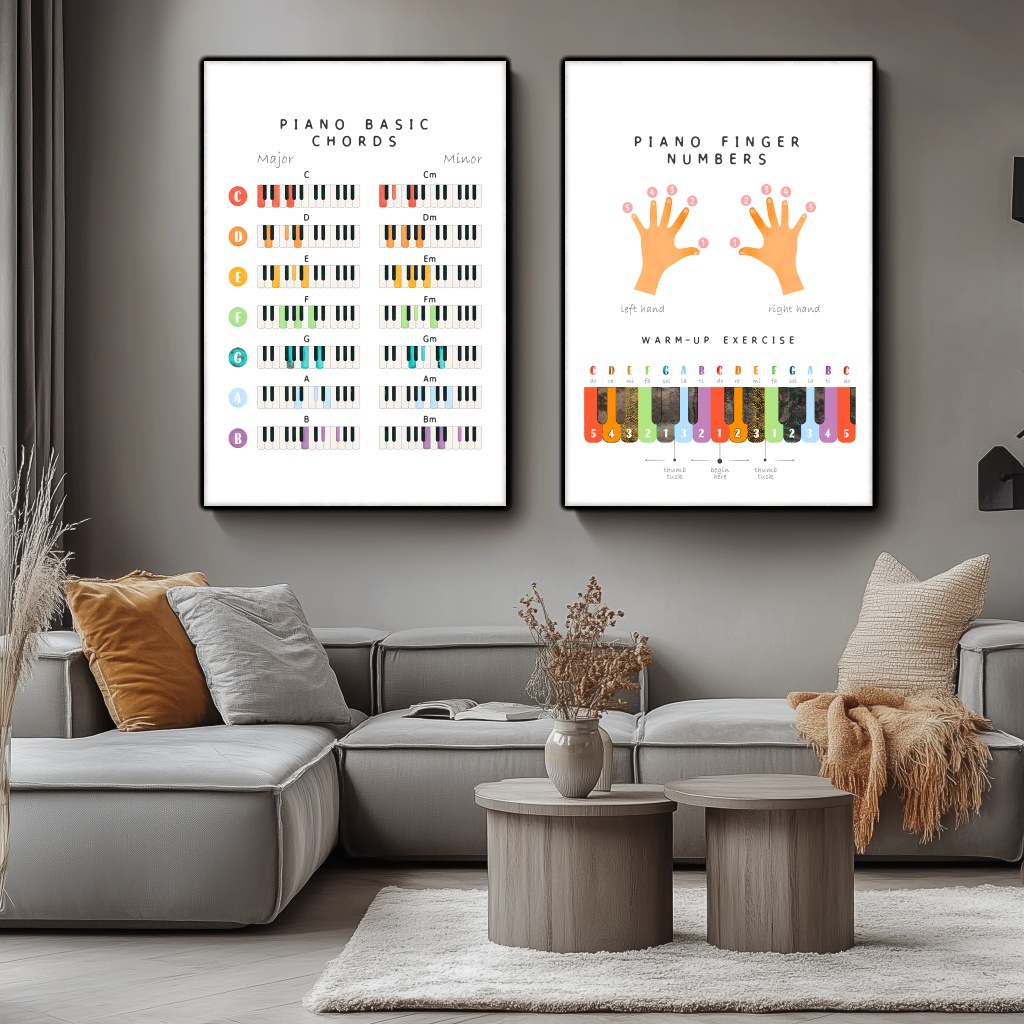 PIANO BASIC
CHORDS
Major Minor
C Cm
C
D Dm
D
E Em
E
F Fm
F
G Gm
G
A Am
A
B Bm
B
PIANO FINGER
NUMBERS
5 4 3 2 1
1 2 3 4 5
left hand right hand
WARM-UP EXERCISE
C D E F G A B C D E F G A B C
do re mi fa sol la ti do re mi fa sol la ti do
5 4 3 2 1 3 2 1 2 3 1 2 3 4 5
thumb tuck
begin here
thumb tuck